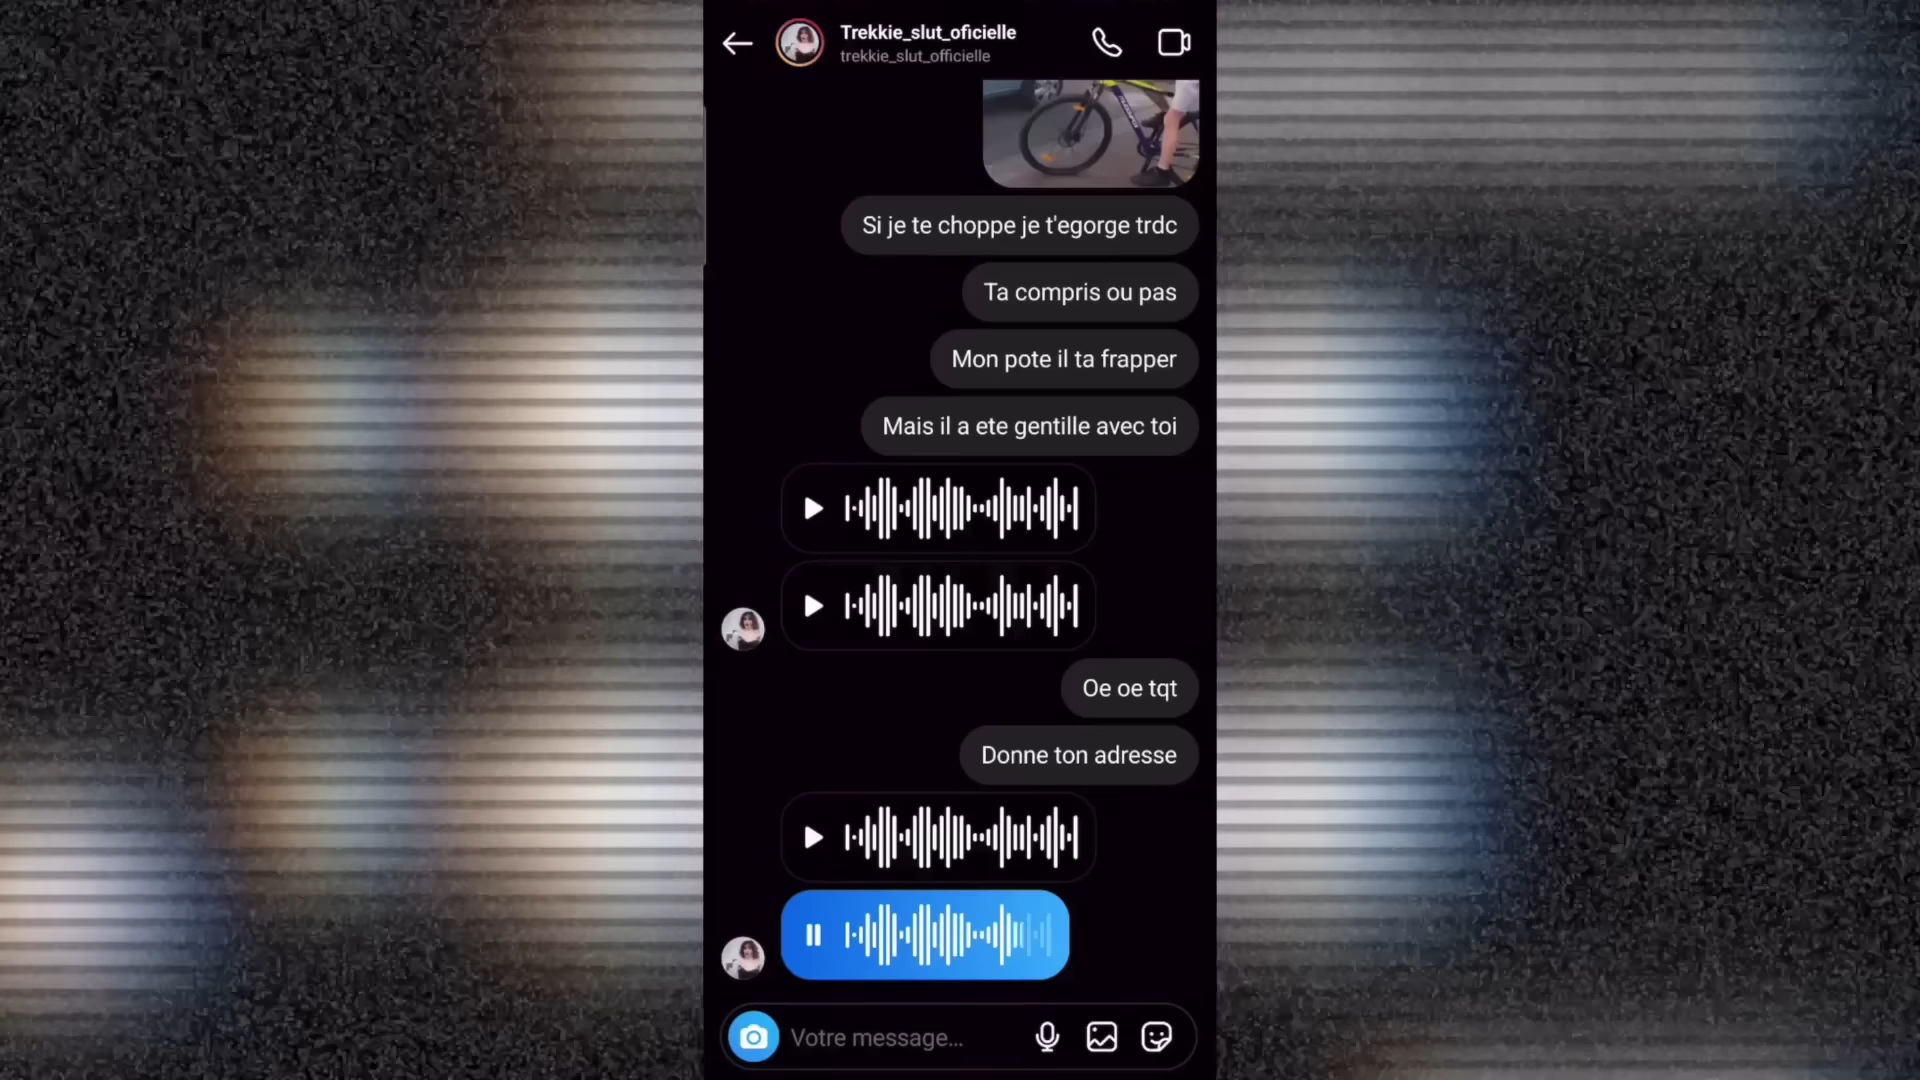 Trekkie_slut_oficielle
trekkie_slut_officielle
Si je te choppe je t'egorge trdc
Ta compris ou pas
Mon pote il ta frapper
Mais il a ete gentille avec toi
Oe oe tqt
Donne ton adresse
Votre message...